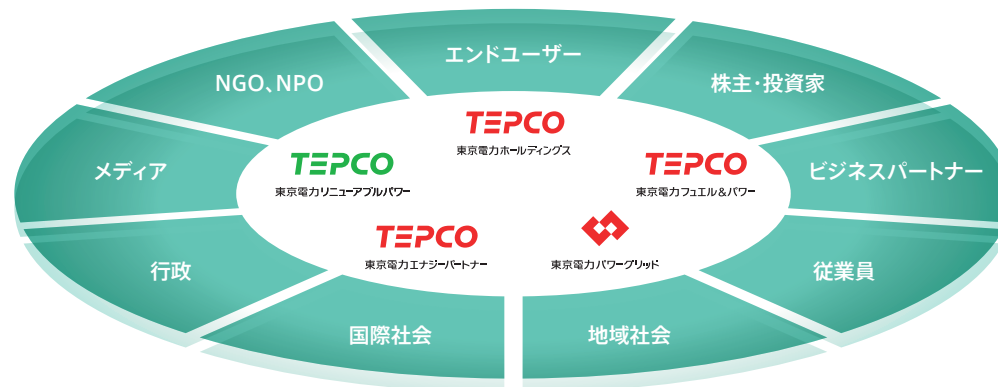 エンドユーザー
NGO、NPO
株主・投資家
TEPCO
東京電力ホールディングス
メディア
TEPCO
東京電力リニューアブルパワー
TEPCO
東京電力フュエル&パワー
ビジネスパートナー
TEPCO
東京電力エナジーパートナー
東京電力パワーグリッド
行政
従業員
国際社会
地域社会